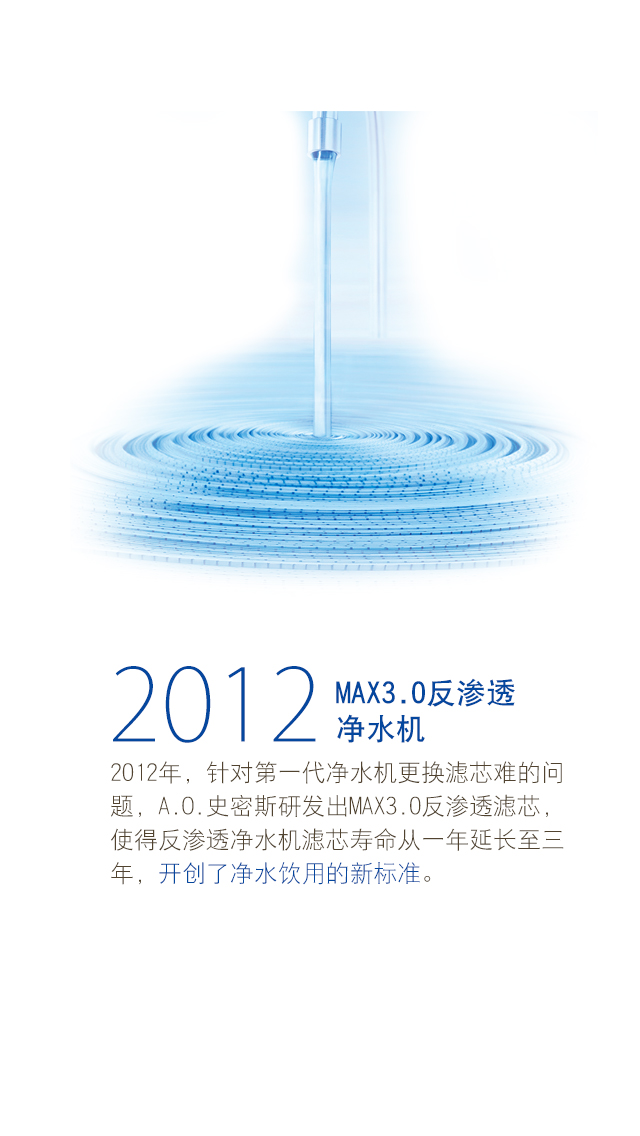 2012
MAX3.0反渗透
净水机
2012年，针对第一代净水机更换滤芯难的问
题，A.O.史密斯研发出MAX3.0反渗透滤芯，
使得反渗透净水机滤芯寿命从一年延长至三
年，开创了净水饮用的新标准。